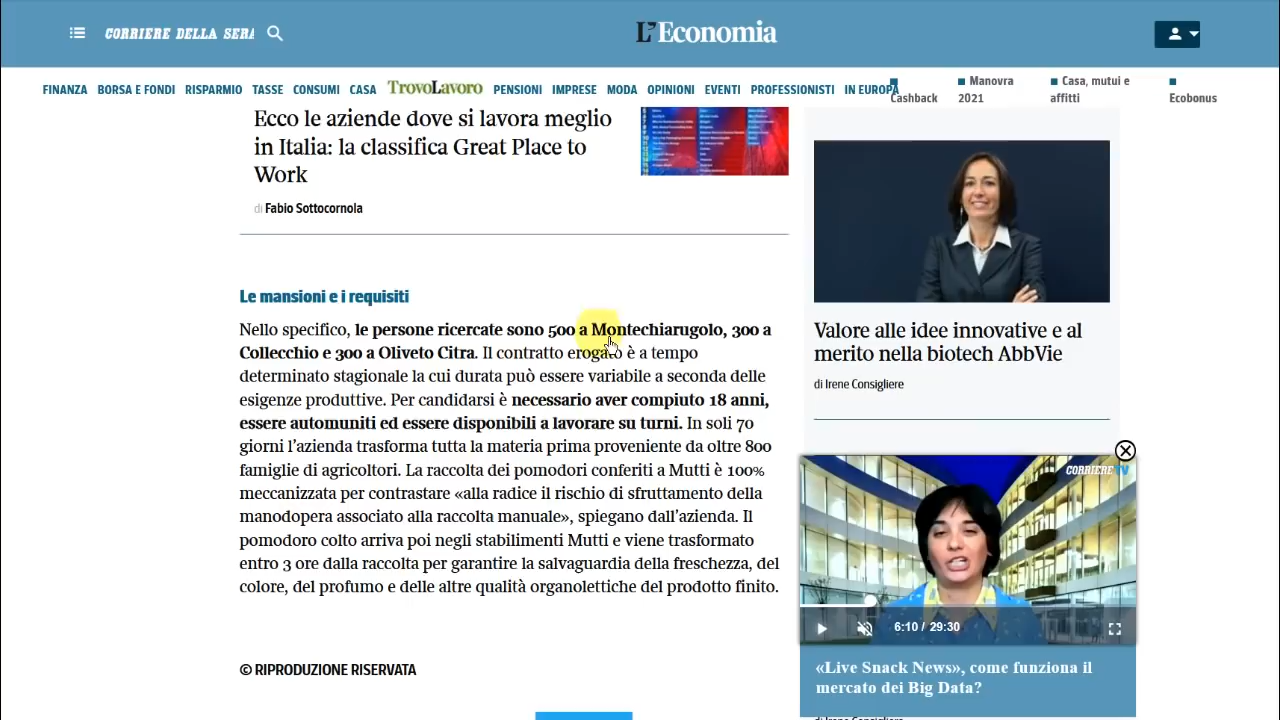 CORRIERE DELLA SERA
L'Economia
FINANZA BORSA E FONDI RISPARMIO TASSE CONSUMI CASA TrovoLavoro PENSIONI IMPRESE MODA OPINIONI EVENTI PROFESSIONISTI IN EUROPA
Cashback
Manovra
2021
Casa, mutui e
affitti
Ecobonus
Ecco le aziende dove si lavora meglio
in Italia: la classifica Great Place to
Work
di Fabio Sottocornola
Le mansioni e i requisiti
Nello specifico, le persone ricercate sono 500 a Montechiarugolo, 300 a
Collecchio e 300 a Oliveto Citra. Il contratto erogato è a tempo
determinato stagionale la cui durata può essere variabile a seconda delle
esigenze produttive. Per candidarsi è necessario aver compiuto 18 anni,
essere automuniti ed essere disponibili a lavorare su turni. In soli 70
giorni l'azienda trasforma tutta la materia prima proveniente da oltre 800
famiglie di agricoltori. La raccolta dei pomodori conferiti a Mutti è 100%
meccanizzata per contrastare «alla radice il rischio di sfruttamento della
manodopera associato alla raccolta manuale», spiegano dall'azienda. Il
pomodoro colto arriva poi negli stabilimenti Mutti e viene trasformato
entro 3 ore dalla raccolta per garantire la salvaguardia della freschezza, del
colore, del profumo e delle altre qualità organolettiche del prodotto finito.
© RIPRODUZIONE RISERVATA
Valore alle idee innovative e al
merito nella biotech AbbVie
di Irene Consigliere
CORRIERE TV
6:10 / 29:30
«Live Snack News», come funziona il
mercato dei Big Data?
di Irene Consigliere